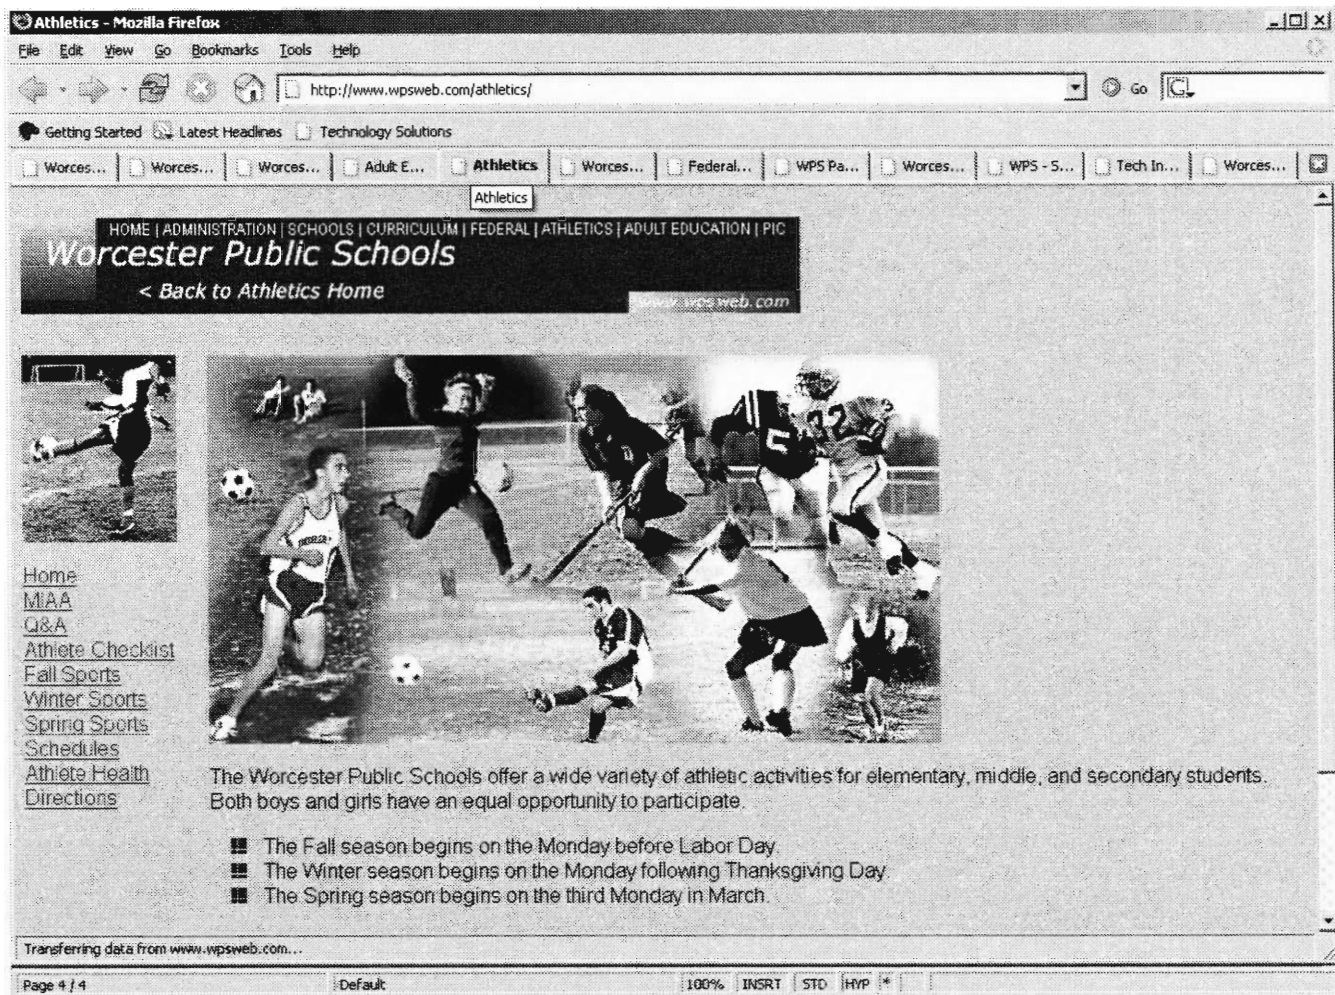 Athletics - Mozilla Firefox
File Edit View Go Bookmarks Tools Help
http://www.wpsweb.com/athletics/ Go
Getting Started Latest Headlines Technology Solutions
Worces... Worces... Worces... Adult E... Athletics Worces... Federal... WPS Pa... Worces... WPS - S... Tech In... Worces...
Athletics
HOME | ADMINISTRATION | SCHOOLS | CURRICULUM | FEDERAL | ATHLETICS | ADULT EDUCATION | PIC
Worcester Public Schools
< Back to Athletics Home
www.wpsweb.com
32
5
Home
MIAA
Q&A
Athlete Checklist
Fall Sports
Winter Sports
Spring Sports
Schedules
Athlete Health
Directions
The Worcester Public Schools offer a wide variety of athletic activities for elementary, middle, and secondary students.
Both boys and girls have an equal opportunity to participate.
The Fall season begins on the Monday before Labor Day.
The Winter season begins on the Monday following Thanksgiving Day.
The Spring season begins on the third Monday in March.
Transferring data from www.wpsweb.com...
Page 4 / 4 Default 100% INSRT STD HYP *